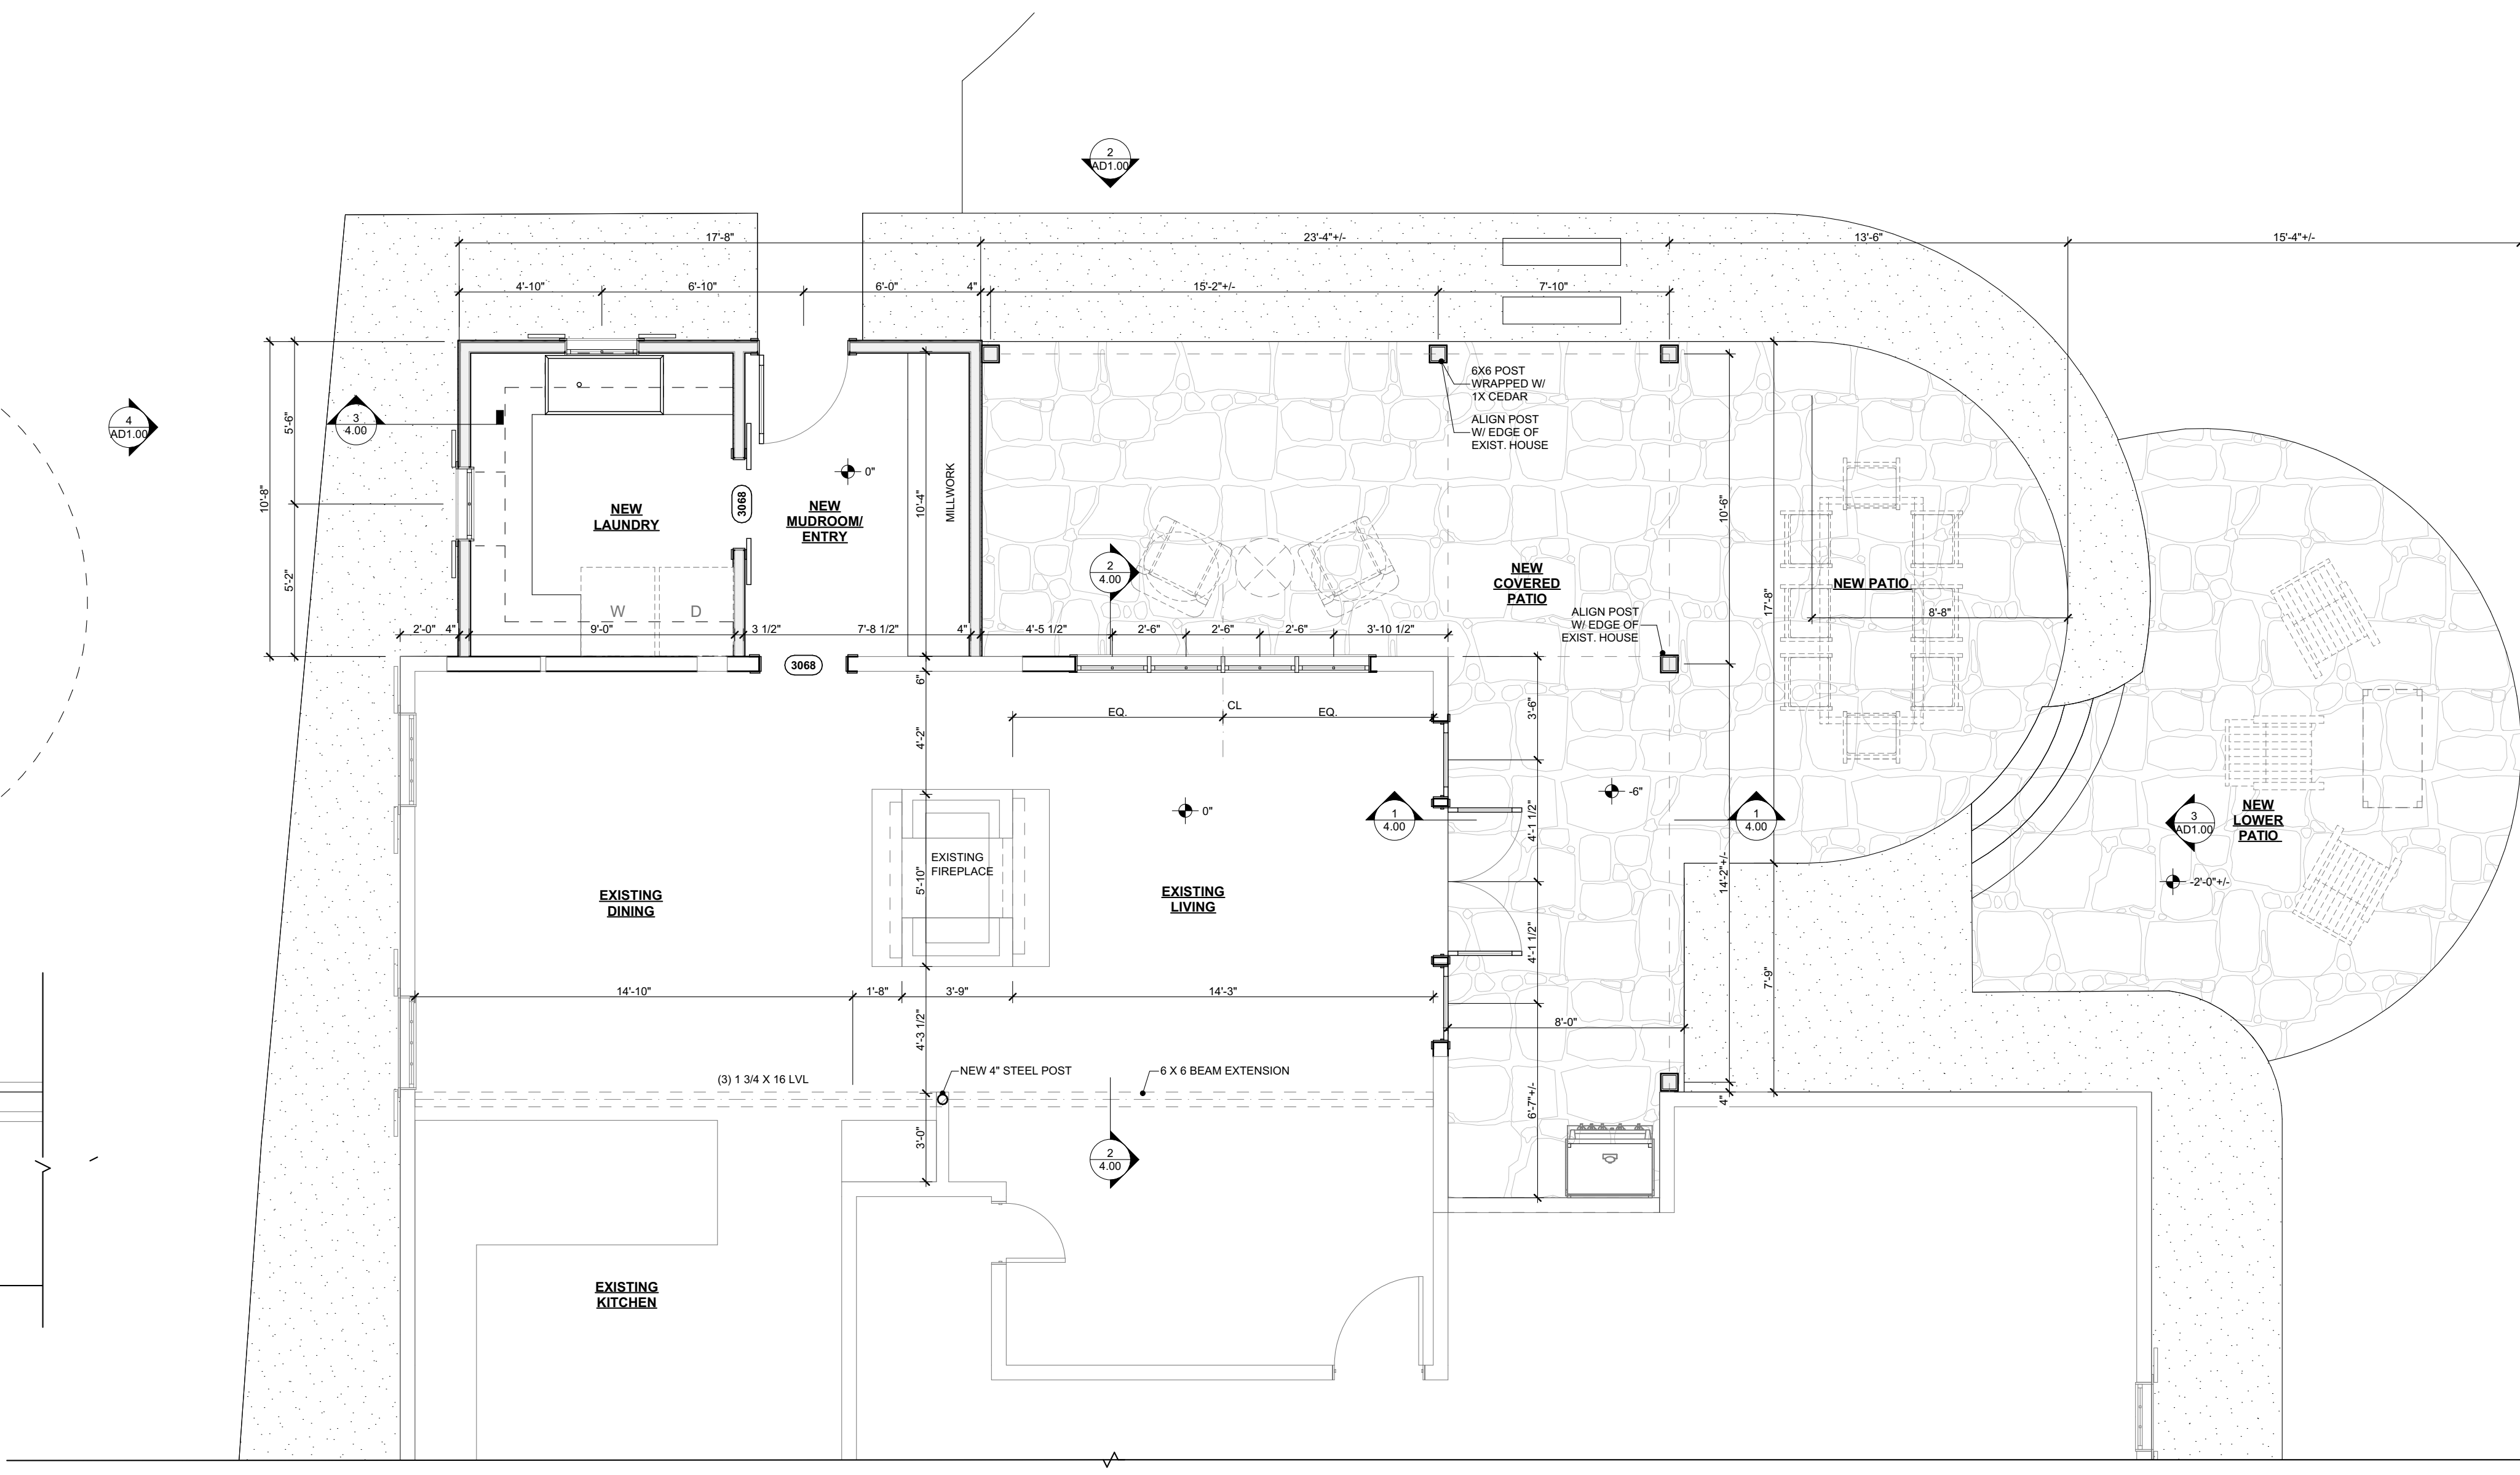 2
AD1.00
17'-8"
23'-4"+/-
13'-6"
15'-4"+/-
4'-10"
6'-10"
6'-0"
4"
15'-2"+/-
7'-10"
6X6 POST
WRAPPED W/
1X CEDAR
ALIGN POST
W/ EDGE OF
EXIST. HOUSE
4
AD1.00
3
4.00
5'-6"
10'-8"
5'-2"
0"
MILLWORK
10'-4"
3068
NEW
LAUNDRY
NEW
MUDROOM/
ENTRY
10'-6"
2
4.00
NEW
COVERED
PATIO
NEW PATIO
17'-8"
8'-8"
W
D
ALIGN POST
W/ EDGE OF
EXIST. HOUSE
2'-0"
4"
9'-0"
3 1/2"
7'-8 1/2"
4"
4'-5 1/2"
2'-6"
2'-6"
2'-6"
3'-10 1/2"
3068
6"
EQ.
CL
EQ.
3'-6"
4'-2"
0"
-6"
1
4.00
1
4.00
4'-1 1/2"
3
AD1.00
NEW
LOWER
PATIO
EXISTING
FIREPLACE
5'-10"
14'-2"+/-
-2'-0"+/-
EXISTING
DINING
EXISTING
LIVING
4'-1 1/2"
7'-9"
14'-10"
1'-8"
3'-9"
14'-3"
8'-0"
4'-3 1/2"
(3) 1 3/4 X 16 LVL
NEW 4" STEEL POST
6 X 6 BEAM EXTENSION
6'-7"+/-
4"
3'-0"
2
4.00
EXISTING
KITCHEN